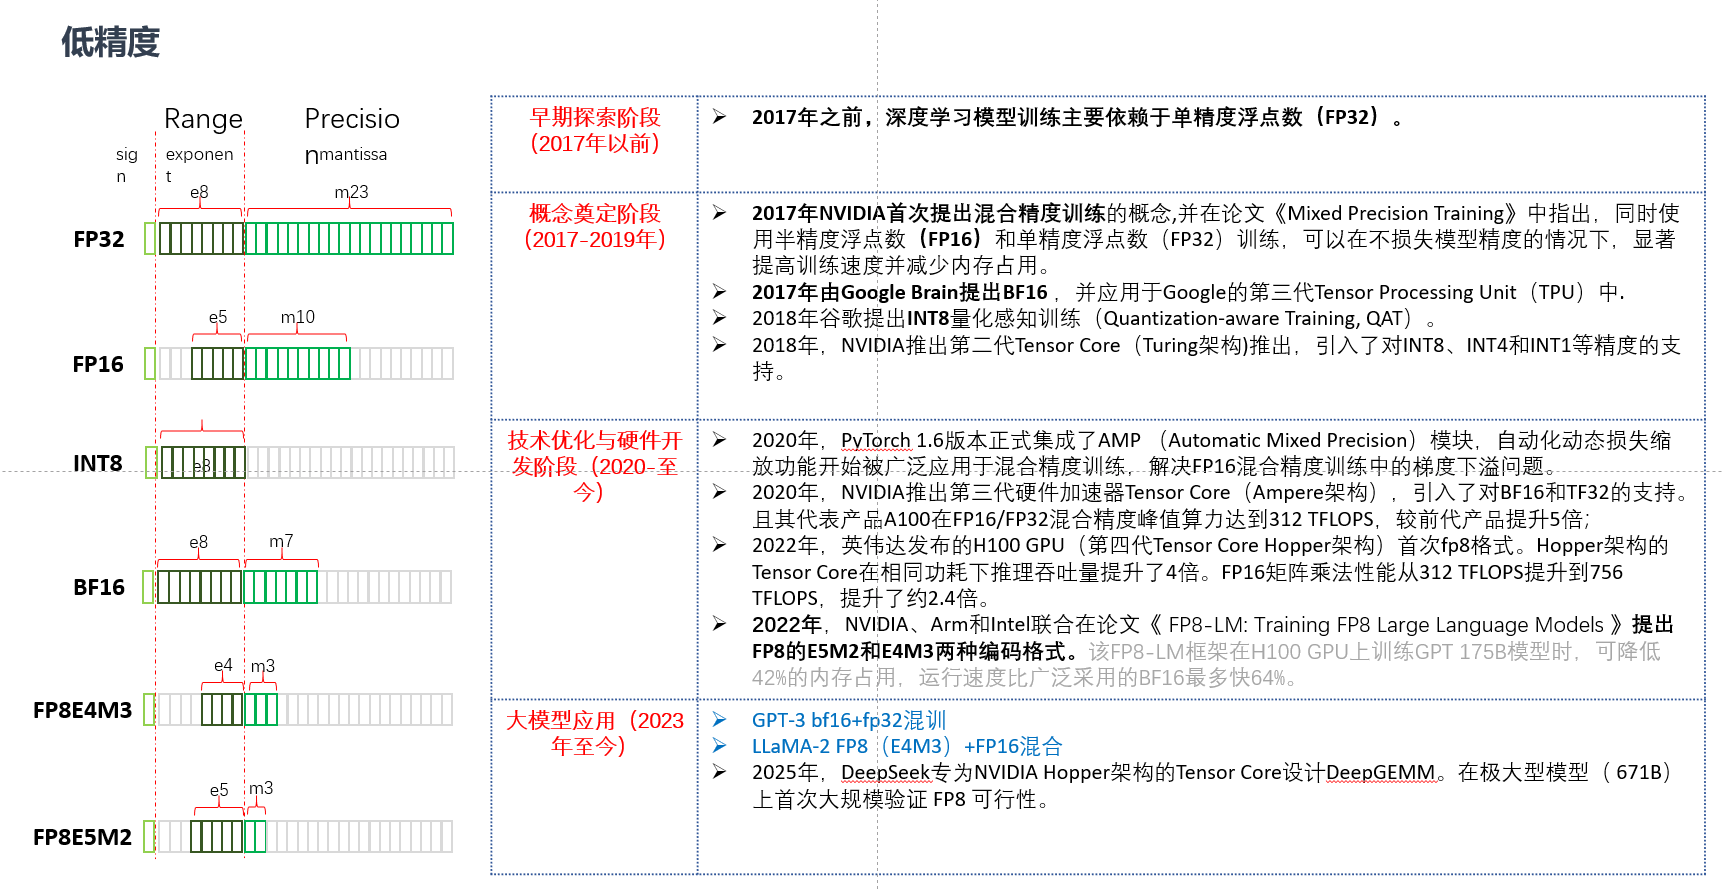 低精度
Range
Precisio
n
sig
n
exponen
t
mantissa
e8
m23
FP32
e5
m10
FP16
INT8
e8
e8
m7
BF16
e4
m3
FP8E4M3
e5
m3
FP8E5M2
早期探索阶段
（2017年以前）
➢ 2017年之前，深度学习模型训练主要依赖于单精度浮点数（FP32）。
概念奠定阶段
（2017-2019年）
➢ 2017年NVIDIA首次提出混合精度训练的概念,并在论文《Mixed Precision Training》中指出，同时使
用半精度浮点数（FP16）和单精度浮点数（FP32）训练，可以在不损失模型精度的情况下，显著
提高训练速度并减少内存占用。
➢ 2017年由Google Brain提出BF16 ，并应用于Google的第三代Tensor Processing Unit（TPU）中.
➢ 2018年谷歌提出INT8量化感知训练（Quantization-aware Training, QAT）。
➢ 2018年，NVIDIA推出第二代Tensor Core（Turing架构)推出，引入了对INT8、INT4和INT1等精度的支
持。
技术优化与硬件开
发阶段（2020-至
今）
➢ 2020年，PyTorch 1.6版本正式集成了AMP （Automatic Mixed Precision）模块，自动化动态损失缩
放功能开始被广泛应用于混合精度训练，解决FP16混合精度训练中的梯度下溢问题。
➢ 2020年，NVIDIA推出第三代硬件加速器Tensor Core（Ampere架构），引入了对BF16和TF32的支持。
且其代表产品A100在FP16/FP32混合精度峰值算力达到312 TFLOPS，较前代产品提升5倍;
➢ 2022年，英伟达发布的H100 GPU（第四代Tensor Core Hopper架构）首次fp8格式。Hopper架构的
Tensor Core在相同功耗下推理吞吐量提升了4倍。FP16矩阵乘法性能从312 TFLOPS提升到756
TFLOPS，提升了约2.4倍。
➢ 2022年，NVIDIA、Arm和Intel联合在论文《 FP8-LM: Training FP8 Large Language Models 》提出
FP8的E5M2和E4M3两种编码格式。该FP8-LM框架在H100 GPU上训练GPT 175B模型时，可降低
42%的内存占用，运行速度比广泛采用的BF16最多快64%。
大模型应用（2023
年至今）
➢ GPT-3 bf16+fp32混训
➢ LLaMA-2 FP8（E4M3）+FP16混合
➢ 2025年，DeepSeek专为NVIDIA Hopper架构的Tensor Core设计DeepGEMM。在极大型模型（ 671B）
上首次大规模验证 FP8 可行性。